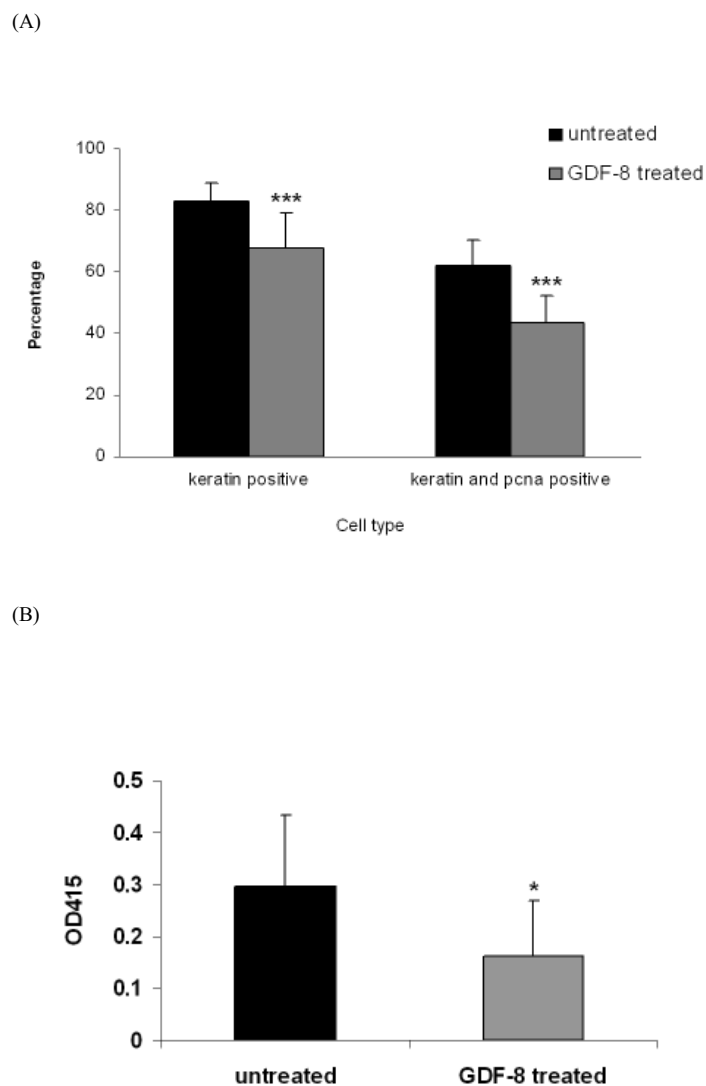 (A)
untreated
GDF-8 treated
100
80
60
40
20
0
Percentage
***
***
keratin positive
keratin and pcna positive
Cell type
(B)
0.5
0.4
0.3
0.2
0.1
0
OD415
*
untreated
GDF-8 treated